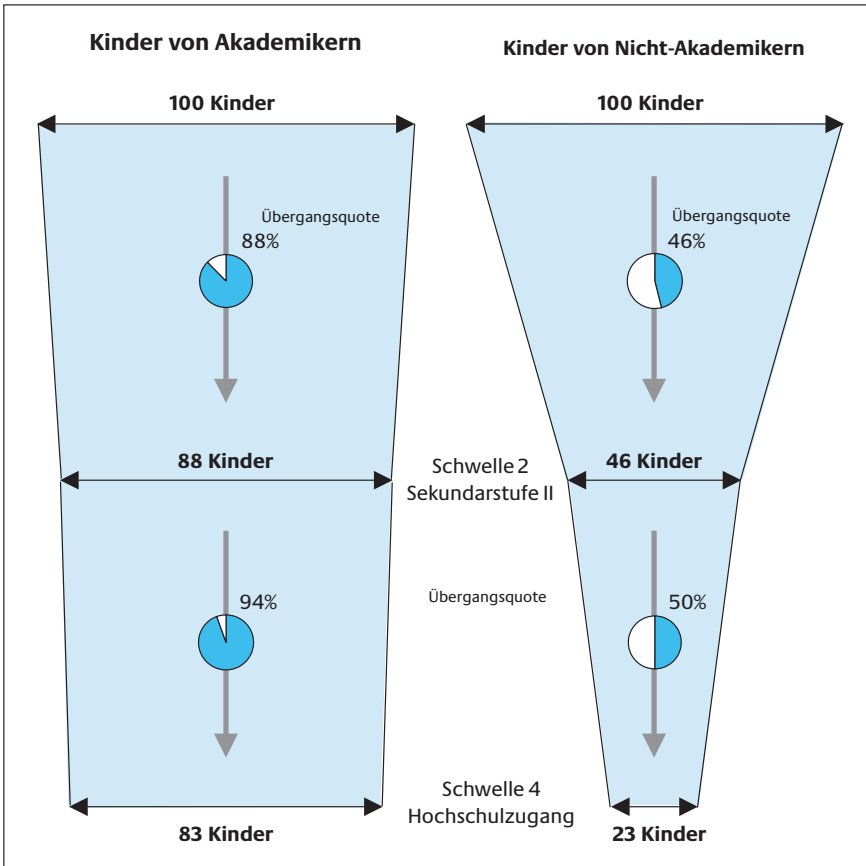 Kinder von Akademikern
Kinder von Nicht-Akademikern
100 Kinder
100 Kinder
Übergangsquote
88%
Übergangsquote
46%
88 Kinder
Schwelle 2
Sekundarstufe II
46 Kinder
94%
Übergangsquote
50%
Schwelle 4
Hochschulzugang
83 Kinder
23 Kinder